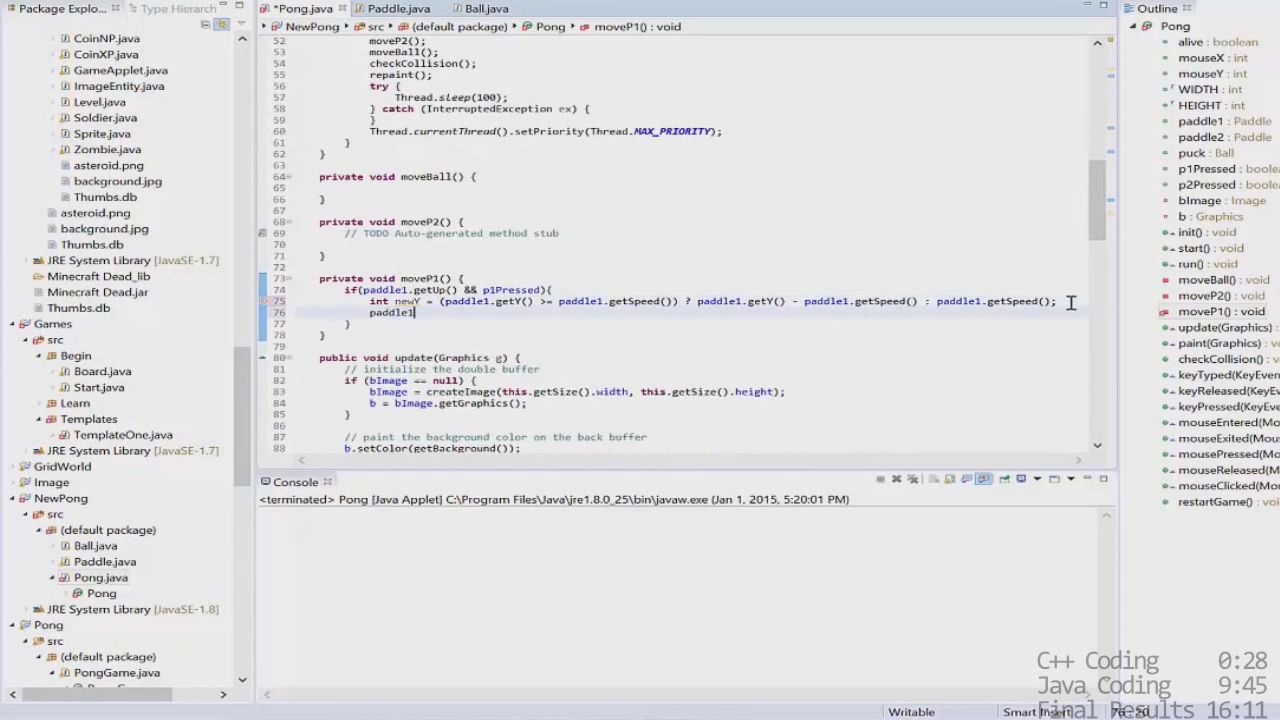 Package Explo...
Type Hierarch
CoinNP.java
CoinXP.java
GameApplet.java
ImageEntity.java
Level.java
Soldier.java
Sprite.java
Zombie.java
asteroid.png
background.jpg
Thumbs.db
asteroid.png
background.jpg
Thumbs.db
JRE System Library [JavaSE-1.7]
Minecraft Dead_lib
Minecraft Dead.jar
Thumbs.db
Games
src
Begin
Board.java
Start.java
Learn
Templates
TemplateOne.java
JRE System Library [JavaSE-1.7]
GridWorld
Image
NewPong
src
(default package)
Ball.java
Paddle.java
Pong.java
Pong
JRE System Library [JavaSE-1.8]
Pong
src
(default package)
PongGame.java
*Pong.java
Paddle.java
Ball.java
NewPong
src
(default package)
Pong
moveP1() : void
52 moveP2();
53 moveBall();
54 checkCollision();
55 repaint();
56 try {
57 Thread.sleep(100);
58 } catch (InterruptedException ex) {
59 }
60 Thread.currentThread().setPriority(Thread.MAX_PRIORITY);
61 }
62 }
63
64 private void moveBall() {
65
66 }
67
68 private void moveP2() {
69 // TODO Auto-generated method stub
70
71 }
72
73 private void moveP1() {
74 if(paddle1.getUp() && p1Pressed){
75 int newY = (paddle1.getY() >= paddle1.getSpeed()) ? paddle1.getY() - paddle1.getSpeed() : paddle1.getSpeed();
76 paddle1
77 }
78 }
80 public void update(Graphics g) {
81 // initialize the double buffer
82 if (bImage == null) {
83 bImage = createImage(this.getSize().width, this.getSize().height);
84 b = bImage.getGraphics();
85 }
86
87 // paint the background color on the back buffer
88 b.setColor(getBackground());
Console
<terminated> Pong [Java Applet] C:\Program Files\Java\jre1.8.0_25\bin\javaw.exe (Jan 1, 2015, 5:20:01 PM)
Outline
Pong
alive : boolean
mouseX : int
mouseY : int
WIDTH : int
HEIGHT : int
paddle1 : Paddle
paddle2 : Paddle
puck : Ball
p1Pressed : boolean
p2Pressed : boolean
bImage : Image
b : Graphics
init() : void
start() : void
run() : void
moveBall() : void
moveP2() : void
moveP1() : void
update(Graphics)
paint(Graphics) :
checkCollision() :
keyTyped(KeyEven
keyReleased(KeyEv
keyPressed(KeyEve
mouseEntered(Mo
mouseExited(Mou
mousePressed(Mo
mouseReleased(M
mouseClicked(Mou
restartGame() : voi
C++ Coding 0:28
Java Coding 9:45
Final Results 16:11
Writable
Smart Insert
76 : 20